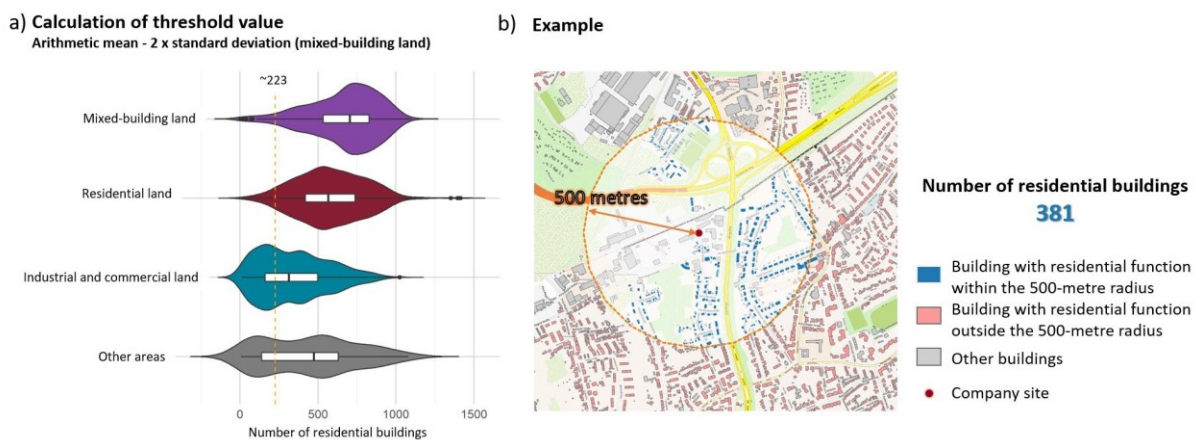 a) Calculation of threshold value
Arithmetic mean - 2 x standard deviation (mixed-building land)
~223
Mixed-building land
Residential land
Industrial and commercial land
Other areas
0 500 1000 1500
Number of residential buildings
b) Example
500 metres
Number of residential buildings
381
Building with residential function
within the 500-metre radius
Building with residential function
outside the 500-metre radius
Other buildings
Company site